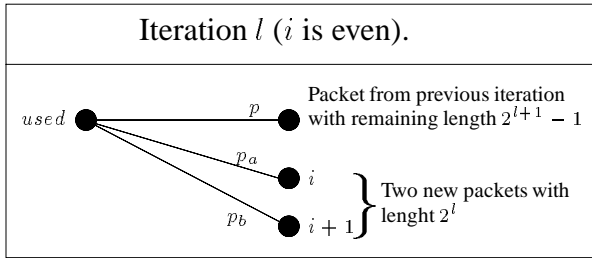 Iteration l (i is even).
used
p
Packet from previous iteration
with remaining length 2^{l+1} − 1
p_a
i
p_b
i + 1
Two new packets with
lenght 2^l